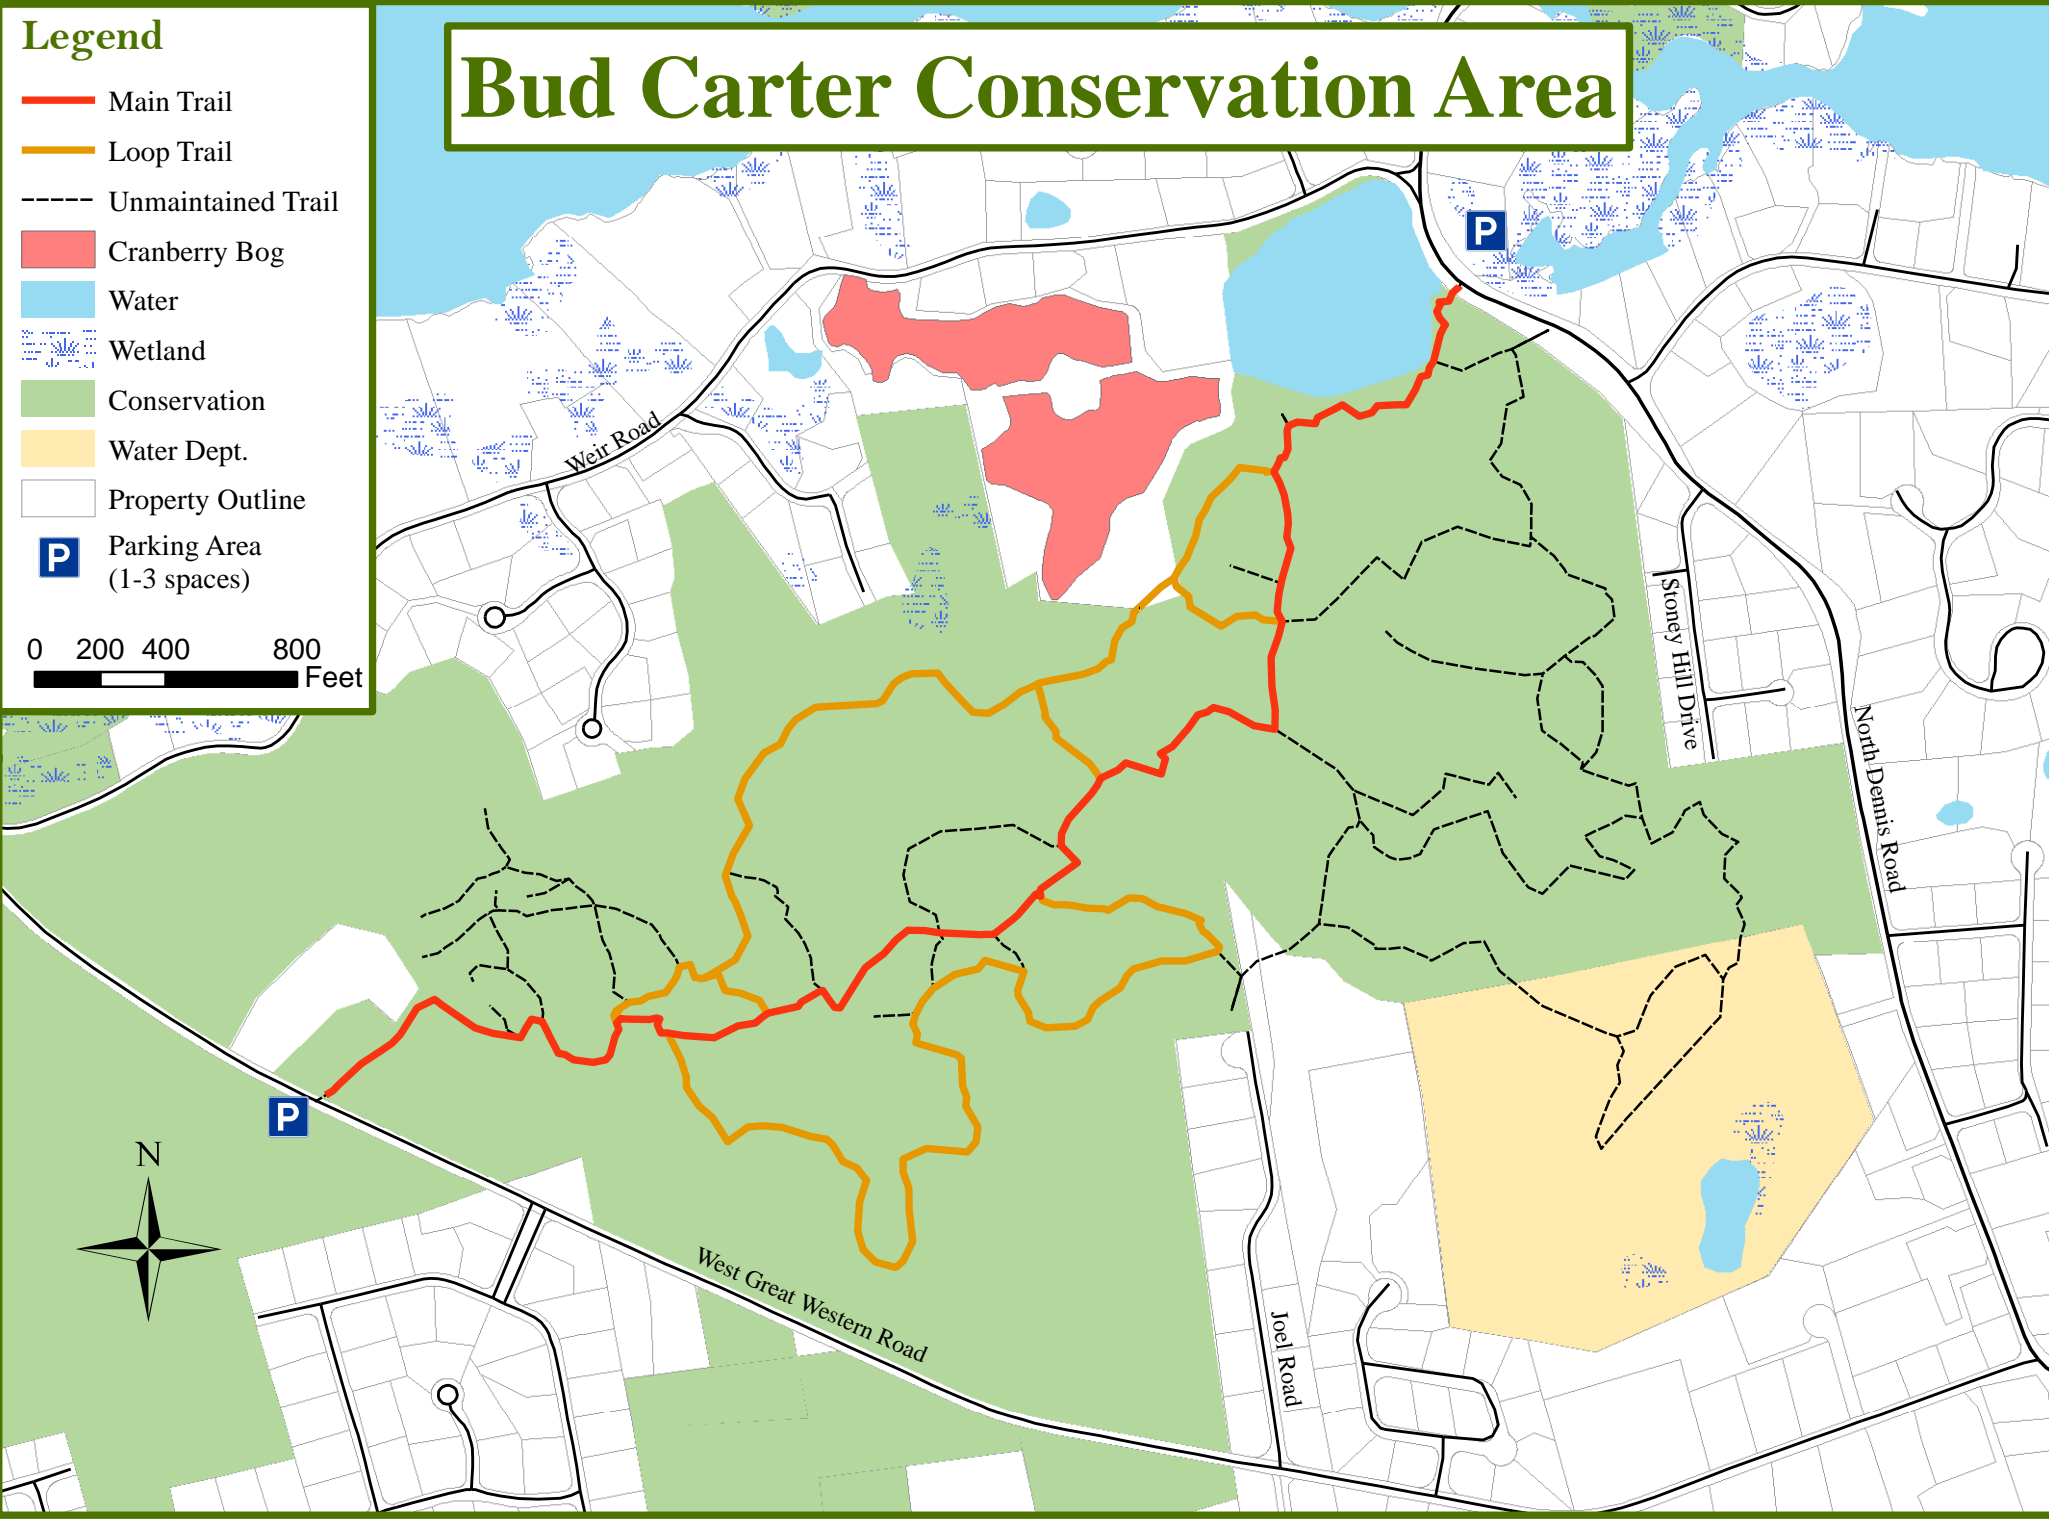 Legend
Main Trail
Loop Trail
Unmaintained Trail
Cranberry Bog
Water
Wetland
Conservation
Water Dept.
Property Outline
P
Parking Area
(1-3 spaces)
0 200 400 800
Feet
Bud Carter Conservation Area
P
Weir Road
Stoney Hill Drive
North Dennis Road
P
N
West Great Western Road
Joel Road